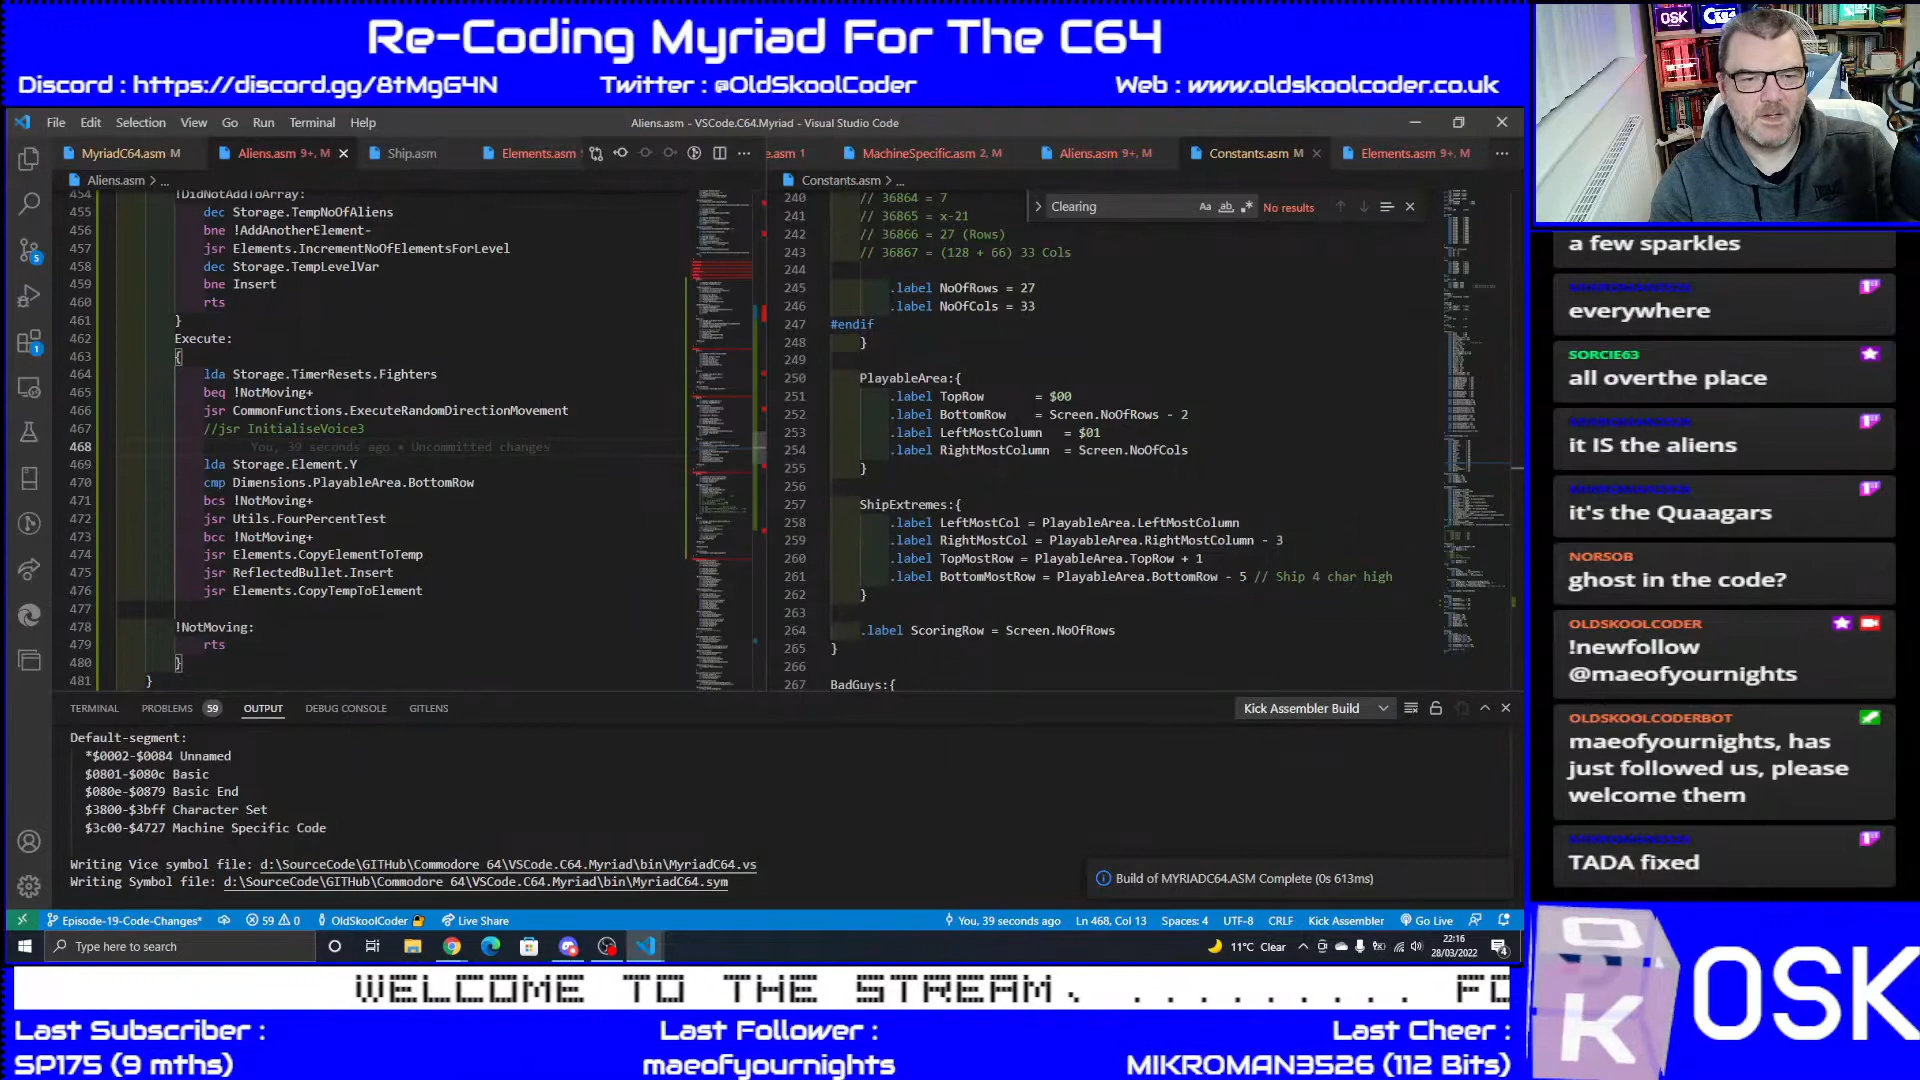 Re-Coding Myriad For The C64
Discord : https://discord.gg/8tMgG4N
Twitter : @OldSkoolCoder
Web : www.oldskoolcoder.co.uk
File Edit Selection View Go Run Terminal Help
Aliens.asm - VSCode.C64.Myriad - Visual Studio Code
MyriadC64.asm M
Aliens.asm 9+, M
Ship.asm
Elements.asm
e.asm 1
MachineSpecific.asm 2, M
Aliens.asm 9+, M
Constants.asm M
Elements.asm 9+, M
Aliens.asm > ...
Constants.asm > ...
Clearing
Aa ab
No results
454 !DidNotAddToArray:
455 dec Storage.TempNoOfAliens
456 bne !AddAnotherElement-
457 jsr Elements.IncrementNoOfElementsForLevel
458 dec Storage.TempLevelVar
459 bne Insert
460 rts
461 }
462 Execute:
463 {
464 lda Storage.TimerResets.Fighters
465 beq !NotMoving+
466 jsr CommonFunctions.ExecuteRandomDirectionMovement
467 //jsr InitialiseVoice3
468 You, 39 seconds ago • Uncommitted changes
469 lda Storage.Element.Y
470 cmp Dimensions.PlayableArea.BottomRow
471 bcs !NotMoving+
472 jsr Utils.FourPercentTest
473 bcc !NotMoving+
474 jsr Elements.CopyElementToTemp
475 jsr ReflectedBullet.Insert
476 jsr Elements.CopyTempToElement
477
478 !NotMoving:
479 rts
480 }
481 }
240 // 36864 = 7
241 // 36865 = x-21
242 // 36866 = 27 (Rows)
243 // 36867 = (128 + 66) 33 Cols
244
245 .label NoOfRows = 27
246 .label NoOfCols = 33
247 #endif
248 }
249
250 PlayableArea:{
251 .label TopRow = $00
252 .label BottomRow = Screen.NoOfRows - 2
253 .label LeftMostColumn = $01
254 .label RightMostColumn = Screen.NoOfCols
255 }
256
257 ShipExtremes:{
258 .label LeftMostCol = PlayableArea.LeftMostColumn
259 .label RightMostCol = PlayableArea.RightMostColumn - 3
260 .label TopMostRow = PlayableArea.TopRow + 1
261 .label BottomMostRow = PlayableArea.BottomRow - 5 // Ship 4 char high
262 }
263
264 .label ScoringRow = Screen.NoOfRows
265 }
266
267 BadGuys:{
TERMINAL PROBLEMS 59 OUTPUT DEBUG CONSOLE GITLENS
Kick Assembler Build
Default-segment:
*$0002-$0084 Unnamed
$0801-$080c Basic
$080e-$0879 Basic End
$3800-$3bff Character Set
$3c00-$4727 Machine Specific Code
Writing Vice symbol file: d:\SourceCode\GITHub\Commodore 64\VSCode.C64.Myriad\bin\MyriadC64.vs
Writing Symbol file: d:\SourceCode\GITHub\Commodore 64\VSCode.C64.Myriad\bin\MyriadC64.sym
Build of MYRIADC64.ASM Complete (0s 613ms)
Episode-19-Code-Changes* 59 0 OldSkoolCoder Live Share
You, 39 seconds ago Ln 468, Col 13 Spaces: 4 UTF-8 CRLF Kick Assembler Go Live
Type here to search
11°C Clear
22:16
28/03/2022
a few sparkles
everywhere
SORCIE63
all overthe place
it IS the aliens
it's the Quaagars
NORSOB
ghost in the code?
OLDSKOOLCODER
!newfollow
@maeofyournights
OLDSKOOLCODERBOT
maeofyournights, has
just followed us, please
welcome them
TADA fixed
WELCOME TO THE STREAM. ......... FO
Last Subscriber :
SP175 (9 mths)
Last Follower :
maeofyournights
Last Cheer :
MIKROMAN3526 (112 Bits)
OSK
OSK